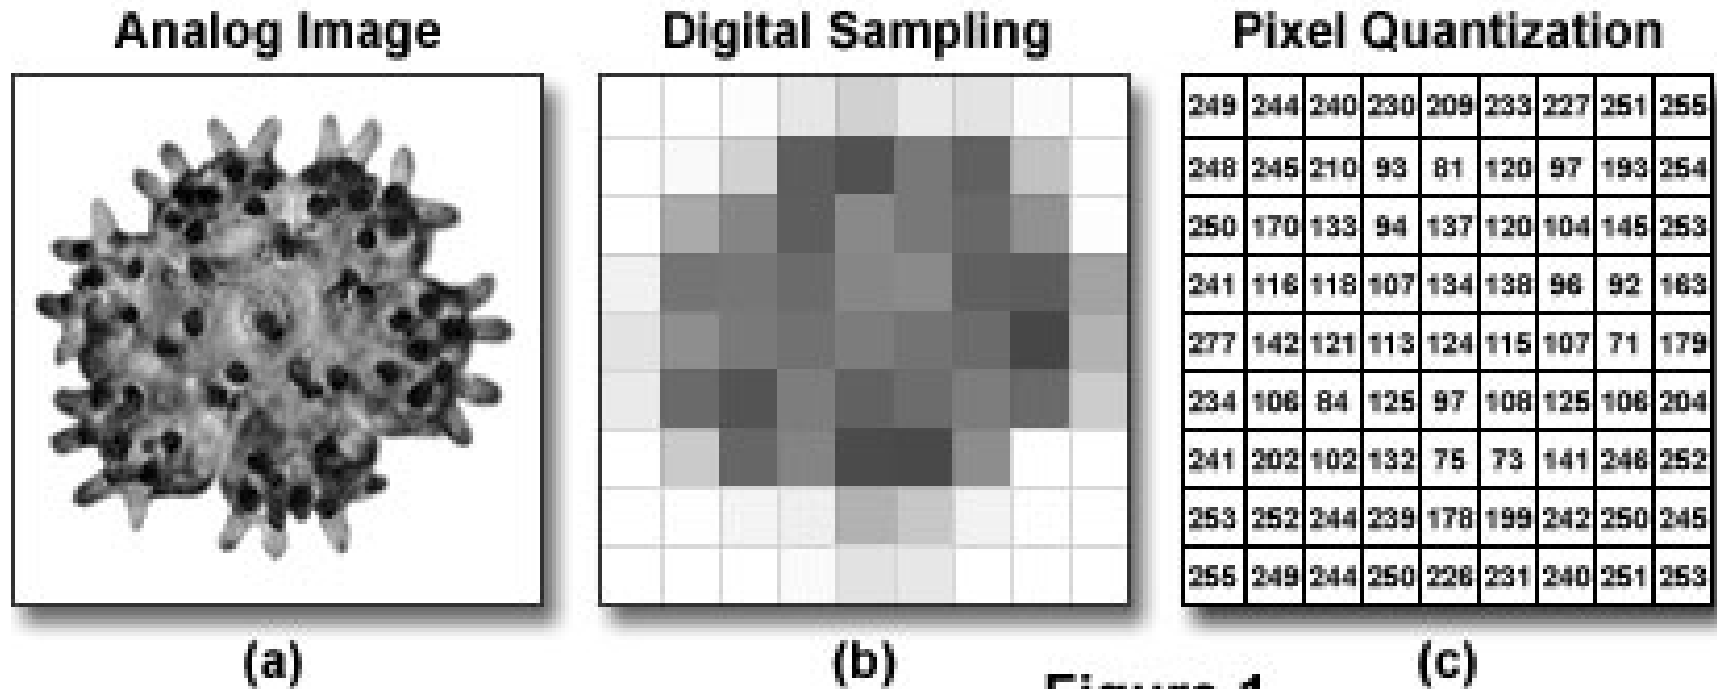 Analog Image Digital Sampling Pixel Quantization
249 244 240 230 209 233 227 251 255
248 245 210 93 81 120 97 193 254
250 170 133 94 137 120 104 145 253
241 116 118 107 134 138 96 92 163
277 142 121 113 124 115 107 71 179
234 106 84 125 97 108 125 106 204
241 202 102 132 75 73 141 246 252
253 252 244 239 178 199 242 250 245
255 249 244 250 226 231 240 251 253
(a) (b) (c)
Figure 1